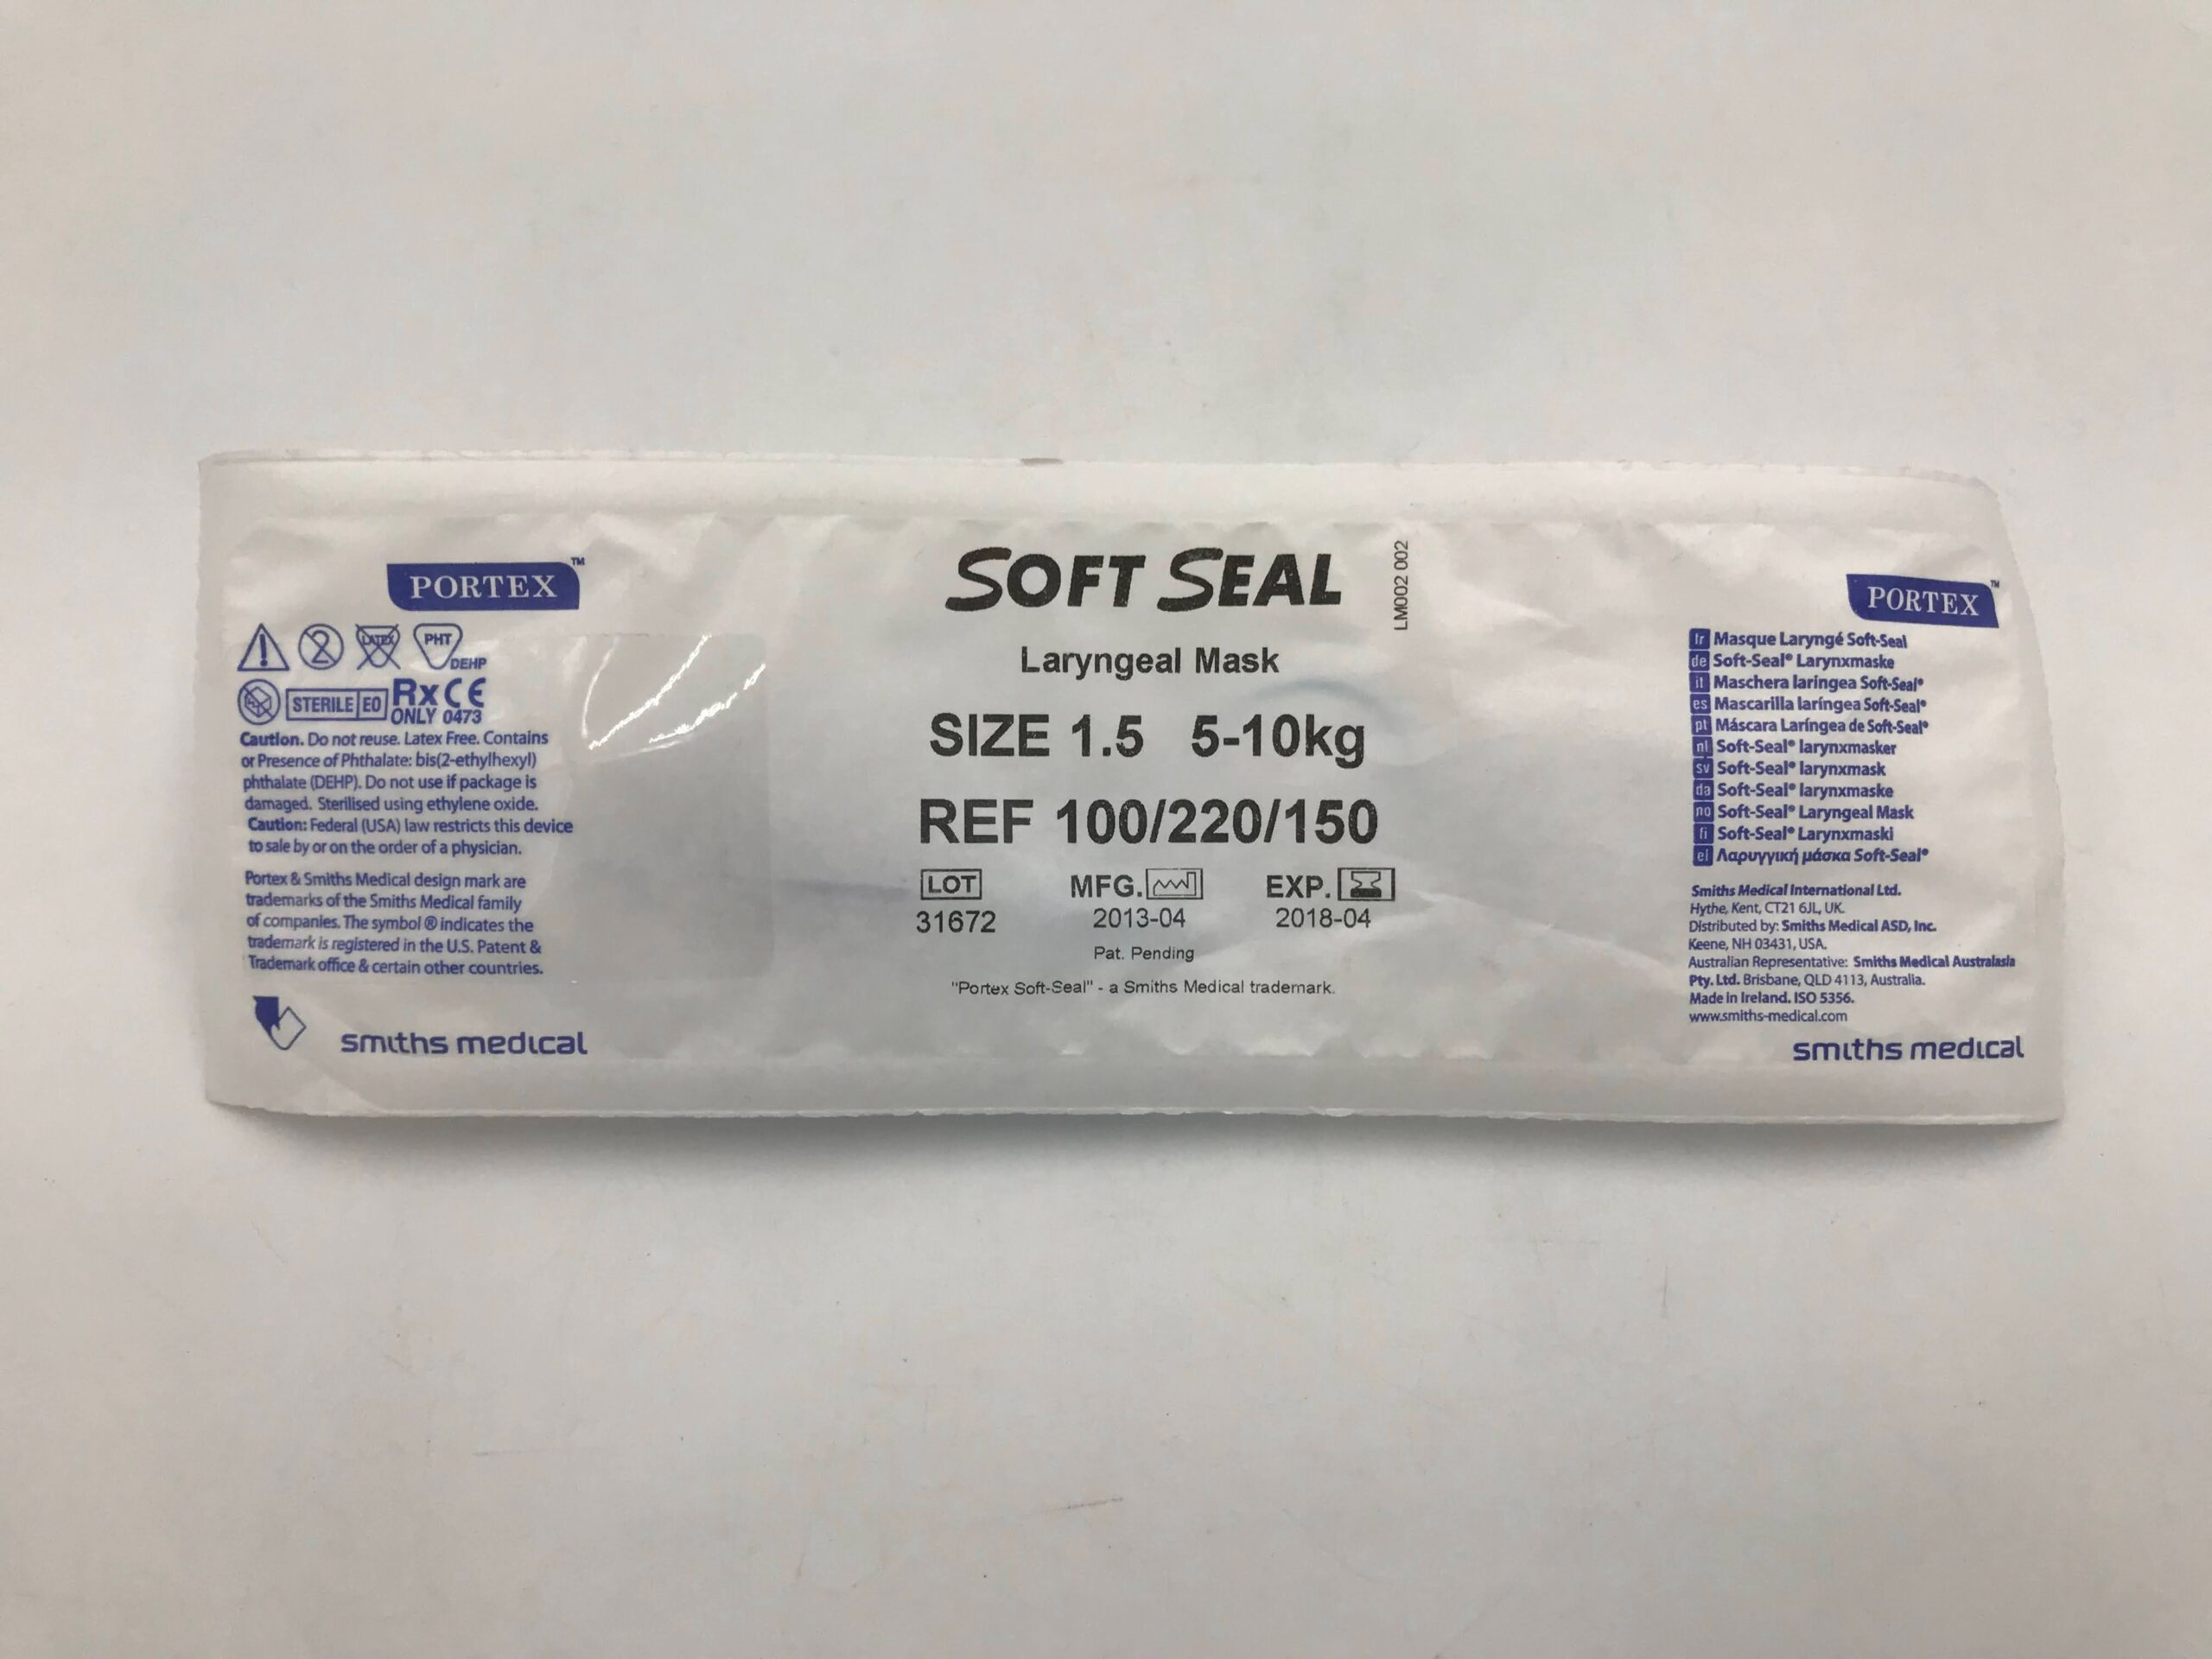 PORTEX™
2
LATEX
PHT
DEHP
STERILE EO
Rx ONLY
CE 0473
Caution. Do not reuse. Latex Free. Contains
or Presence of Phthalate: bis(2-ethylhexyl)
phthalate (DEHP). Do not use if package is
damaged. Sterilised using ethylene oxide.
Caution: Federal (USA) law restricts this device
to sale by or on the order of a physician.
Portex & Smiths Medical design mark are
trademarks of the Smiths Medical family
of companies. The symbol ® indicates the
trademark is registered in the U.S. Patent &
Trademark office & certain other countries.
smiths medical
SOFT SEAL
LM002 002
Laryngeal Mask
SIZE 1.5 5-10kg
REF 100/220/150
LOT MFG. EXP.
31672 2013-04 2018-04
Pat. Pending
"Portex Soft-Seal" - a Smiths Medical trademark.
PORTEX™
fr Masque Laryngé Soft-Seal
de Soft-Seal® Larynxmaske
it Maschera laringea Soft-Seal®
es Mascarilla laríngea Soft-Seal®
pt Máscara Laríngea de Soft-Seal®
nl Soft-Seal® larynxmasker
sv Soft-Seal® larynxmask
da Soft-Seal® larynxmaske
no Soft-Seal® Laryngeal Mask
fi Soft-Seal® Larynxmaski
el Λαρυγγική μάσκα Soft-Seal®
Smiths Medical International Ltd.
Hythe, Kent, CT21 6JL, UK.
Distributed by: Smiths Medical ASD, Inc.
Keene, NH 03431, USA.
Australian Representative: Smiths Medical Australasia
Pty. Ltd. Brisbane, QLD 4113, Australia.
Made in Ireland. ISO 5356.
www.smiths-medical.com
smiths medical